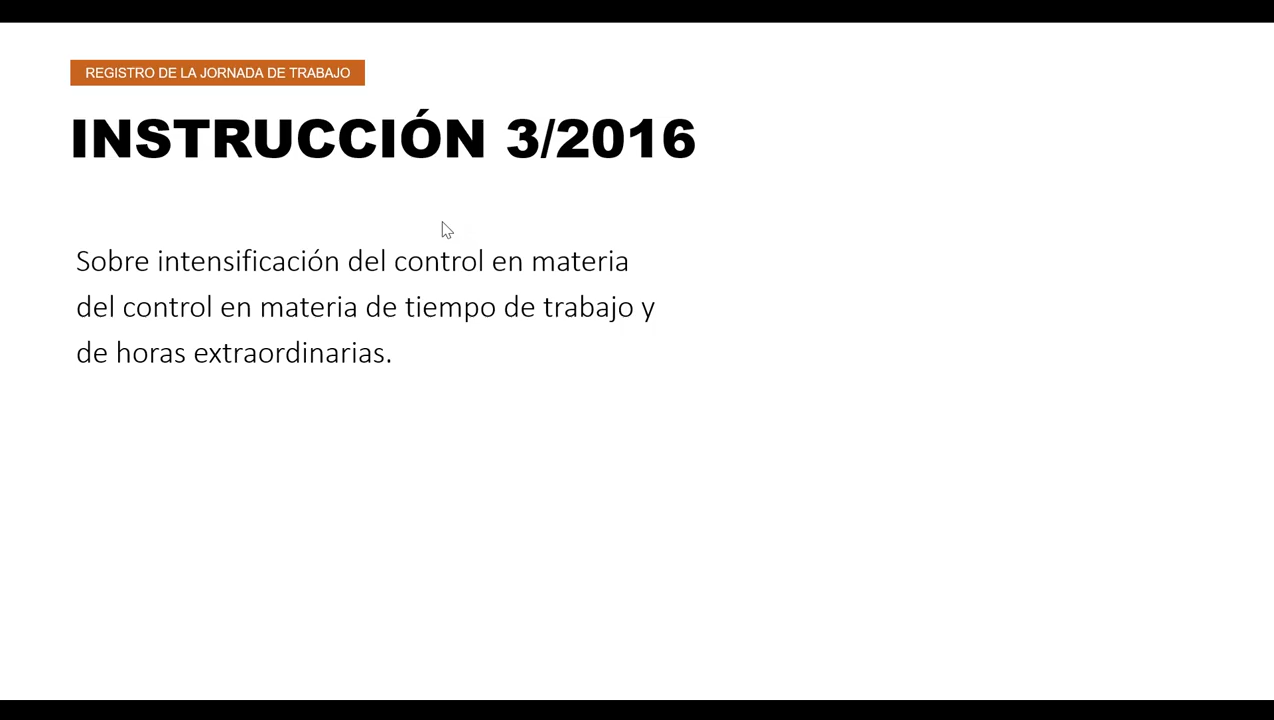 REGISTRO DE LA JORNADA DE TRABAJO
INSTRUCCIÓN 3/2016
Sobre intensificación del control en materia
del control en materia de tiempo de trabajo y
de horas extraordinarias.